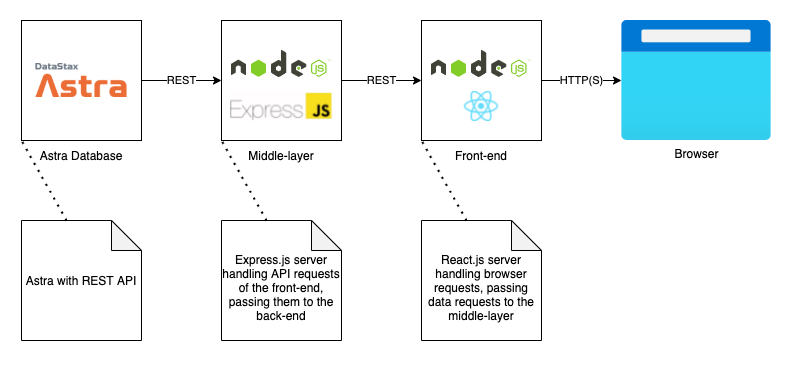 DataStax
Astra
node
JS
Express
JS
node
JS
REST
REST
HTTP(S)
Astra Database
Middle-layer
Front-end
Browser
Astra with REST API
Express.js server
handling API requests
of the front-end,
passing them to the
back-end
React.js server
handling browser
requests, passing
data requests to the
middle-layer